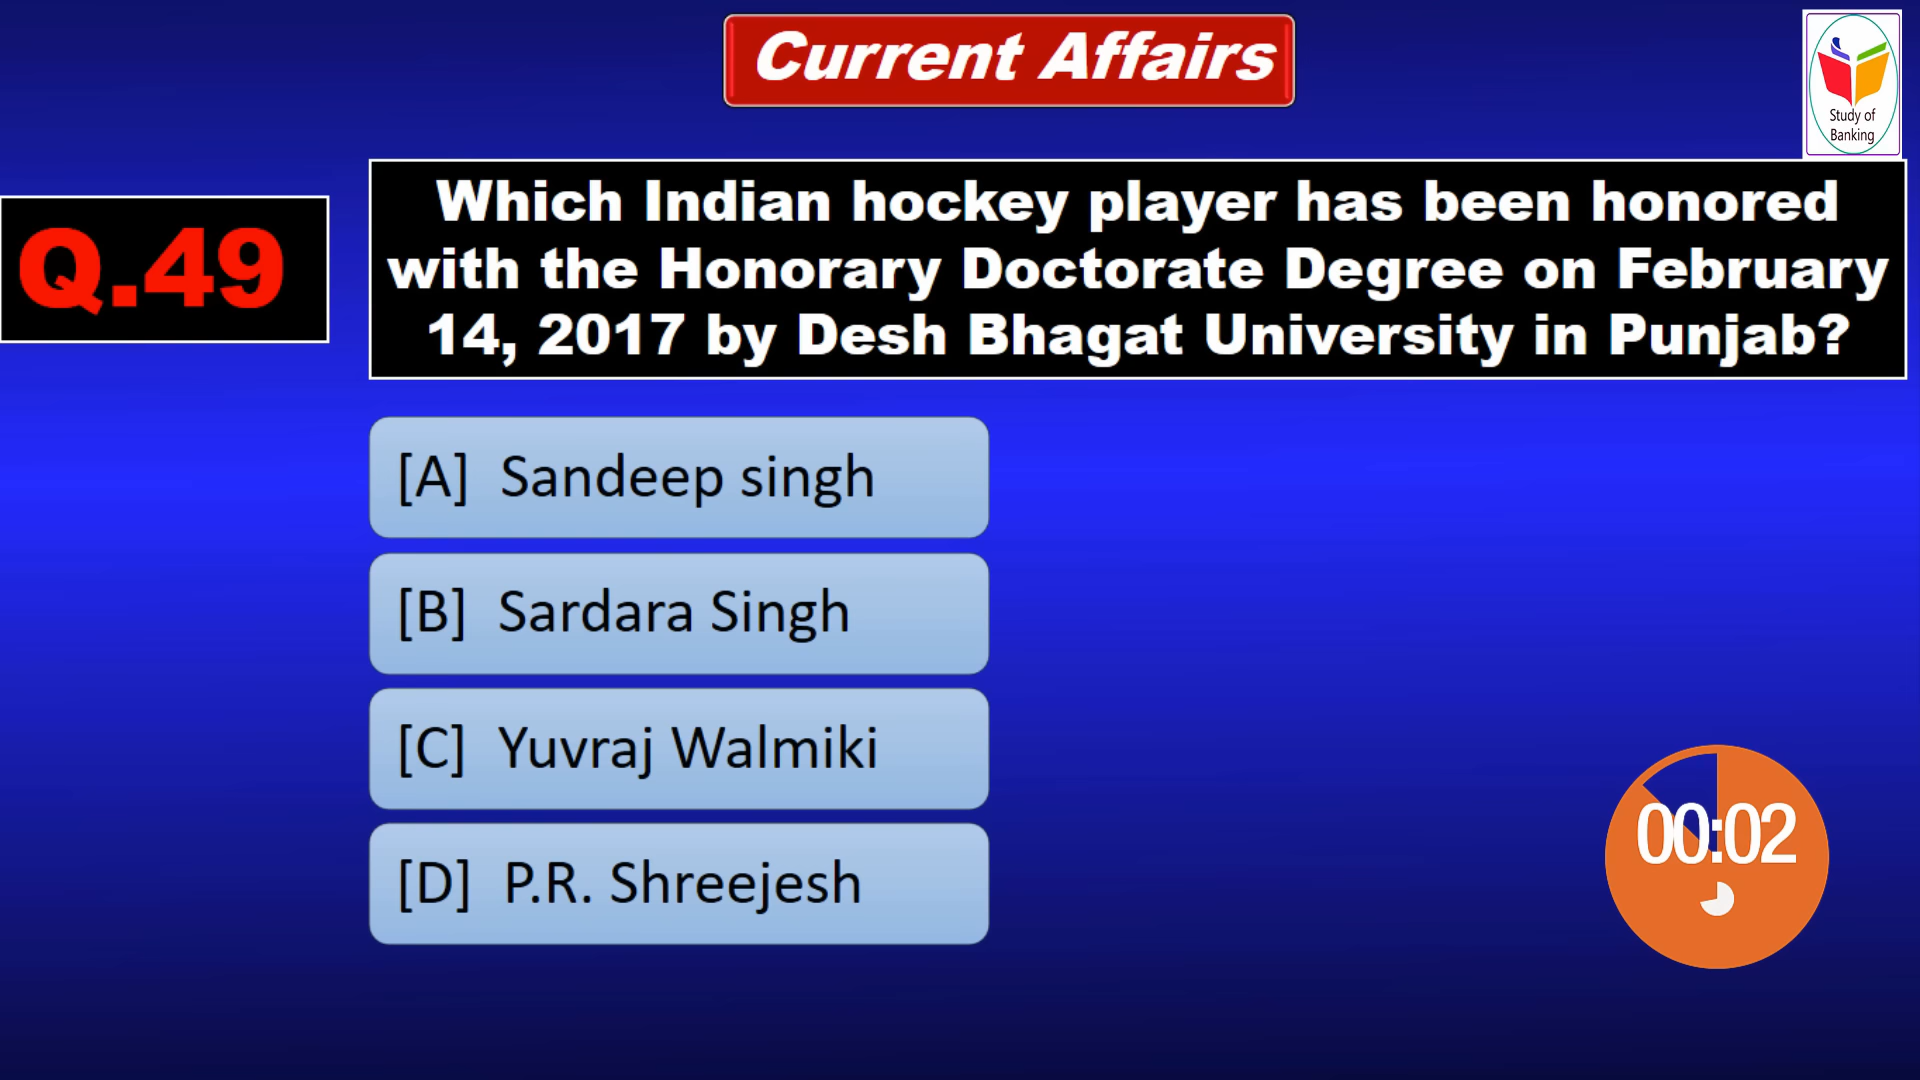 Current Affairs
Study of
Banking
Q.49
Which Indian hockey player has been honored
with the Honorary Doctorate Degree on February
14, 2017 by Desh Bhagat University in Punjab?
[A] Sandeep singh
[B] Sardara Singh
[C] Yuvraj Walmiki
[D] P.R. Shreejesh
00:02